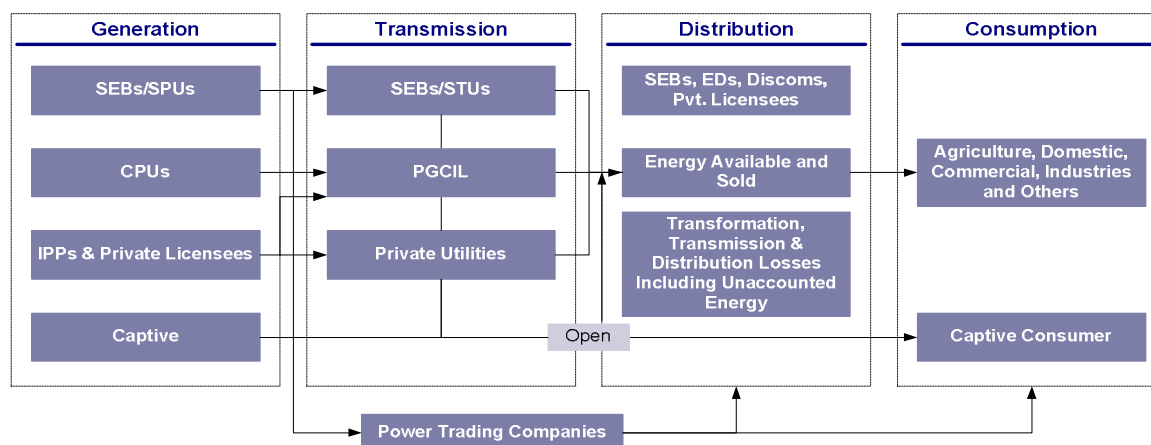 Generation
SEBs/SPUs
CPUs
IPPs & Private Licensees
Captive
Transmission
SEBs/STUs
PGCIL
Private Utilities
Distribution
SEBs, EDs, Discoms,
Pvt. Licensees
Energy Available and
Sold
Transformation,
Transmission &
Distribution Losses
Including Unaccounted
Energy
Open
Consumption
Agriculture, Domestic,
Commercial, Industries
and Others
Captive Consumer
Power Trading Companies